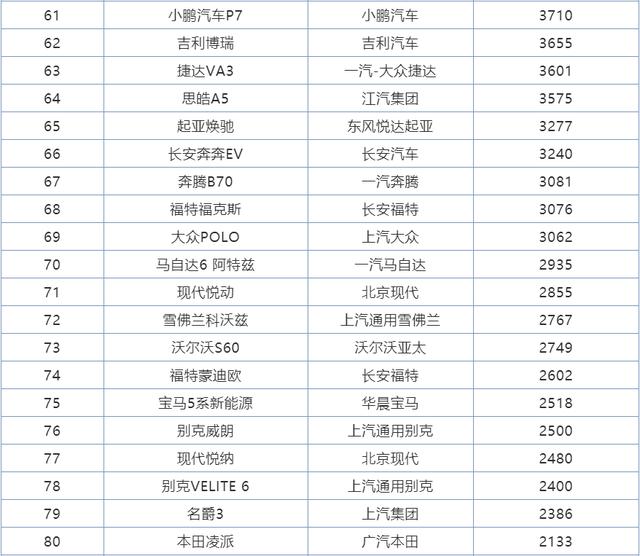 61 小鹏汽车P7 小鹏汽车 3710
62 吉利博瑞 吉利汽车 3655
63 捷达VA3 一汽-大众捷达 3601
64 思皓A5 江汽集团 3575
65 起亚焕驰 东风悦达起亚 3277
66 长安奔奔EV 长安汽车 3240
67 奔腾B70 一汽奔腾 3081
68 福特福克斯 长安福特 3076
69 大众POLO 上汽大众 3062
70 马自达6 阿特兹 一汽马自达 2935
71 现代悦动 北京现代 2855
72 雪佛兰科沃兹 上汽通用雪佛兰 2767
73 沃尔沃S60 沃尔沃亚太 2749
74 福特蒙迪欧 长安福特 2602
75 宝马5系新能源 华晨宝马 2518
76 别克威朗 上汽通用别克 2500
77 现代悦纳 北京现代 2480
78 别克VELITE 6 上汽通用别克 2400
79 名爵3 上汽集团 2386
80 本田凌派 广汽本田 2133